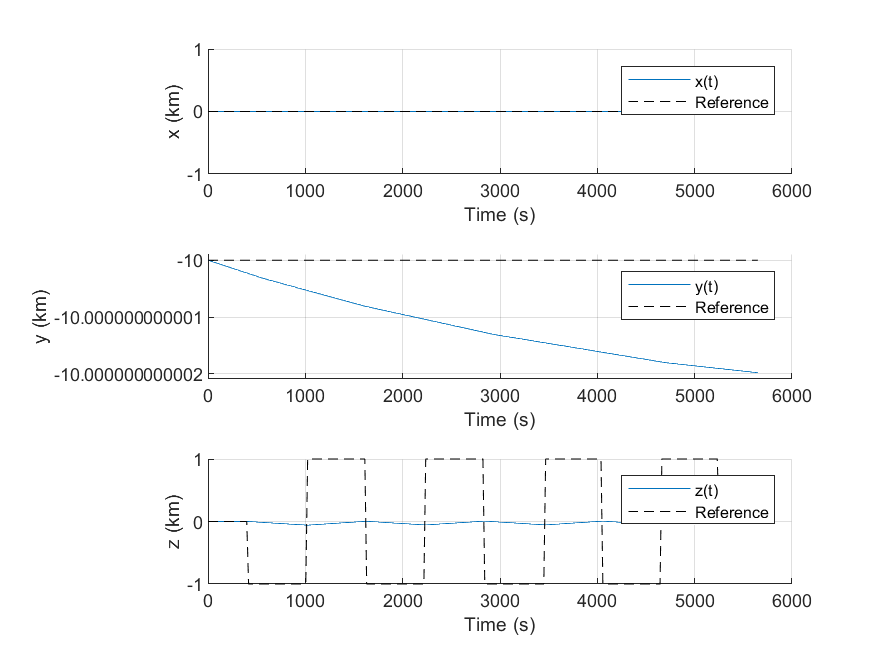 1
0
-1
x (km)
x(t)
Reference
0 1000 2000 3000 4000 5000 6000
Time (s)
-10
-10.000000000001
-10.000000000002
y (km)
y(t)
Reference
0 1000 2000 3000 4000 5000 6000
Time (s)
1
0
-1
z (km)
z(t)
Reference
0 1000 2000 3000 4000 5000 6000
Time (s)